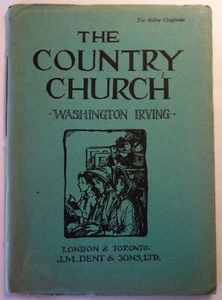 The Aldine Chapbooks
THE
COUNTRY
CHURCH
·WASHINGTON IRVING·
LONDON & TORONTO:
J.M.DENT & SONS,LTD.